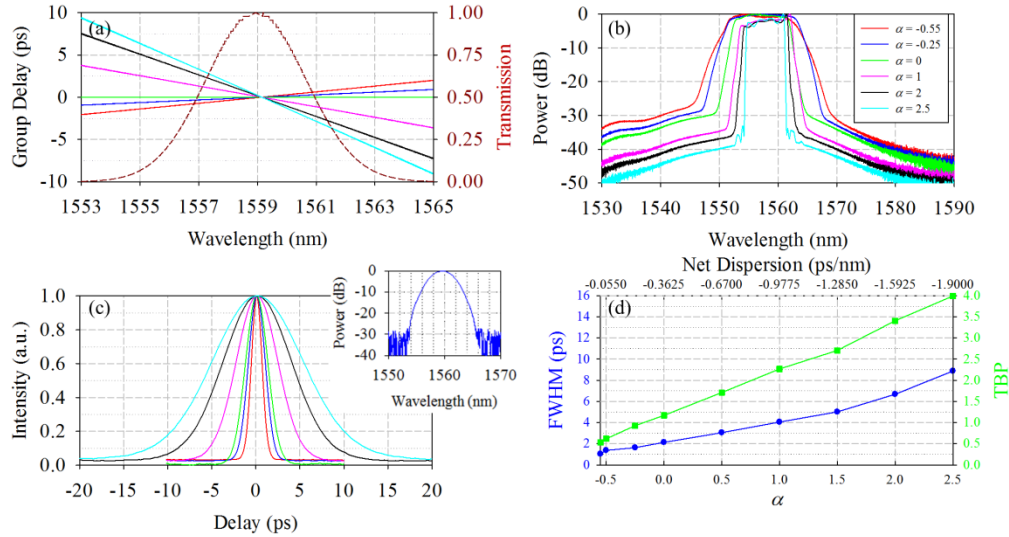 (a)
Group Delay (ps)
10
5
0
-5
-10
1553 1555 1557 1559 1561 1563 1565
Wavelength (nm)
1.00
0.75
0.50
0.25
0.00
Transmission
(b)
Power (dB)
0
-10
-20
-30
-40
-50
1530 1540 1550 1560 1570 1580 1590
Wavelength (nm)
α = -0.55
α = -0.25
α = 0
α = 1
α = 2
α = 2.5
(c)
Intensity (a.u.)
1.0
0.8
0.6
0.4
0.2
0.0
-20 -15 -10 -5 0 5 10 15 20
Delay (ps)
Power (dB)
0
-10
-20
-30
-40
1550 1560 1570
Wavelength (nm)
Net Dispersion (ps/nm)
-0.0550 -0.3625 -0.6700 -0.9775 -1.2850 -1.5925 -1.9000
(d)
FWHM (ps)
16
14
12
10
8
6
4
2
0
-0.5 0.0 0.5 1.0 1.5 2.0 2.5
α
4.0
3.5
3.0
2.5
2.0
1.5
1.0
0.5
0.0
TBP